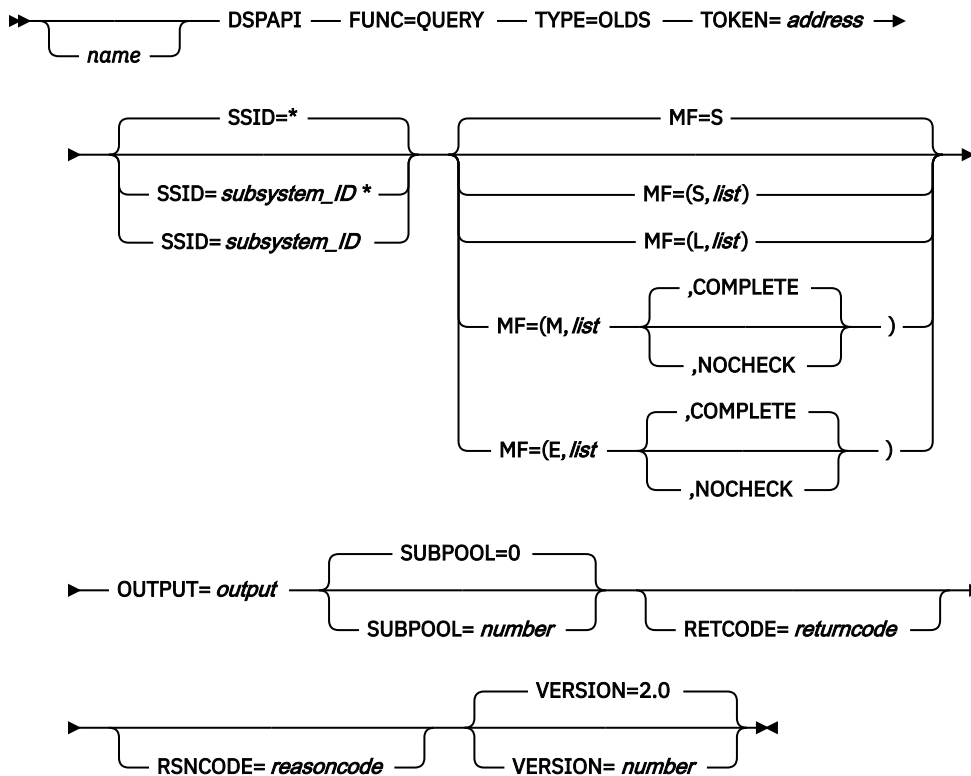 DSPAPI FUNC=QUERY TYPE=OLDS TOKEN= address
name
SSID=*
SSID= subsystem_ID *
SSID= subsystem_ID
MF=S
MF=(S,list)
MF=(L,list)
,COMPLETE
MF=(M,list )
,NOCHECK
,COMPLETE
MF=(E,list )
,NOCHECK
SUBPOOL=0
OUTPUT= output
SUBPOOL= number
RETCODE= returncode
VERSION=2.0
RSNCODE= reasoncode
VERSION= number